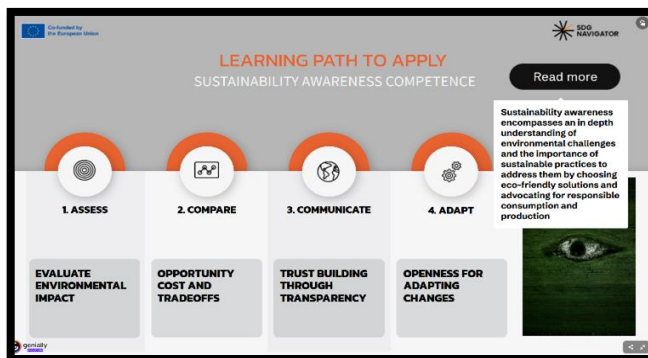 Co-funded by
the European Union
SDG
NAVIGATOR
LEARNING PATH TO APPLY
SUSTAINABILITY AWARENESS COMPETENCE
Read more
Sustainability awareness
encompasses an in depth
understanding of
environmental challenges
and the importance of
sustainable practices to
address them by choosing
eco-friendly solutions and
advocating for responsible
consumption and
production
1. ASSESS
2. COMPARE
3. COMMUNICATE
4. ADAPT
EVALUATE
ENVIRONMENTAL
IMPACT
OPPORTUNITY
COST AND
TRADEOFFS
TRUST BUILDING
THROUGH
TRANSPARENCY
OPENNESS FOR
ADAPTING
CHANGES
genially